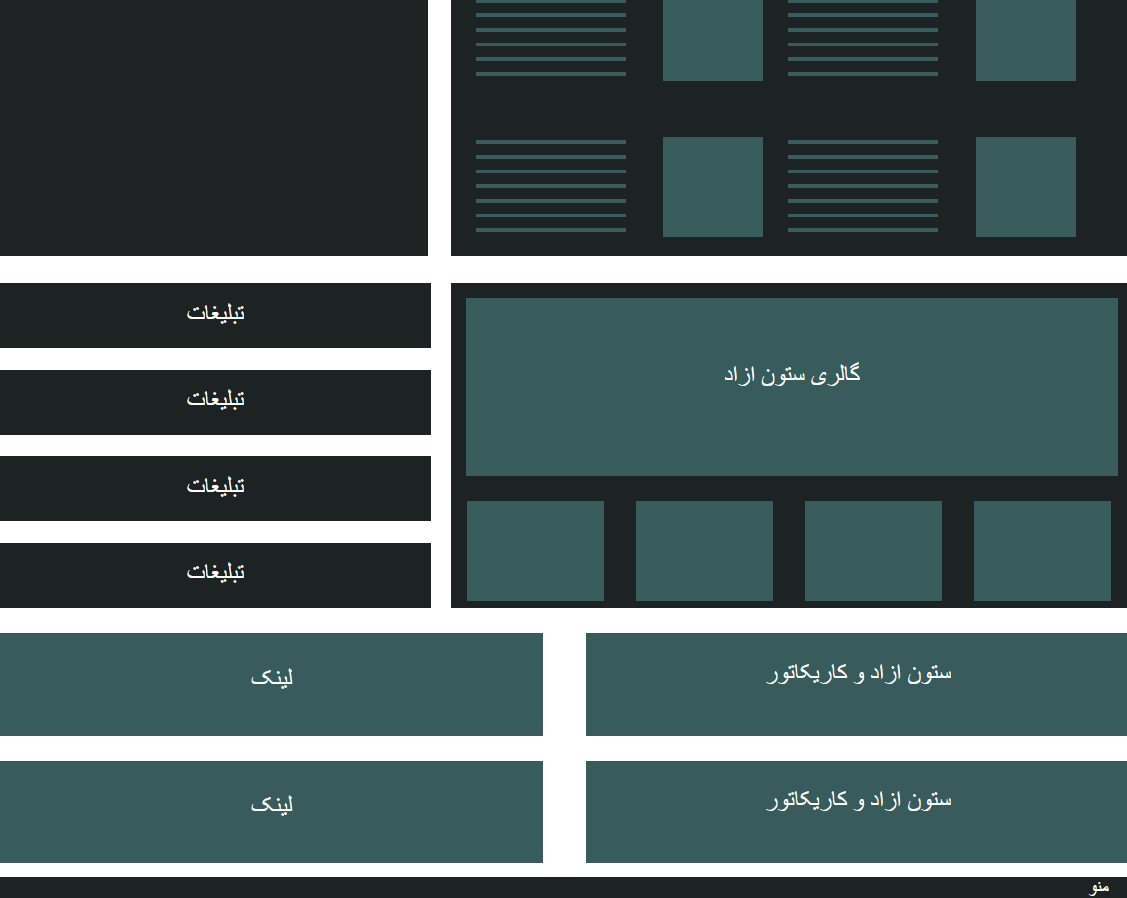 تبلیغات
گالری ستون ازاد
تبلیغات
تبلیغات
تبلیغات
ستون ازاد و کاریکاتور
لینک
ستون ازاد و کاریکاتور
لینک
منو